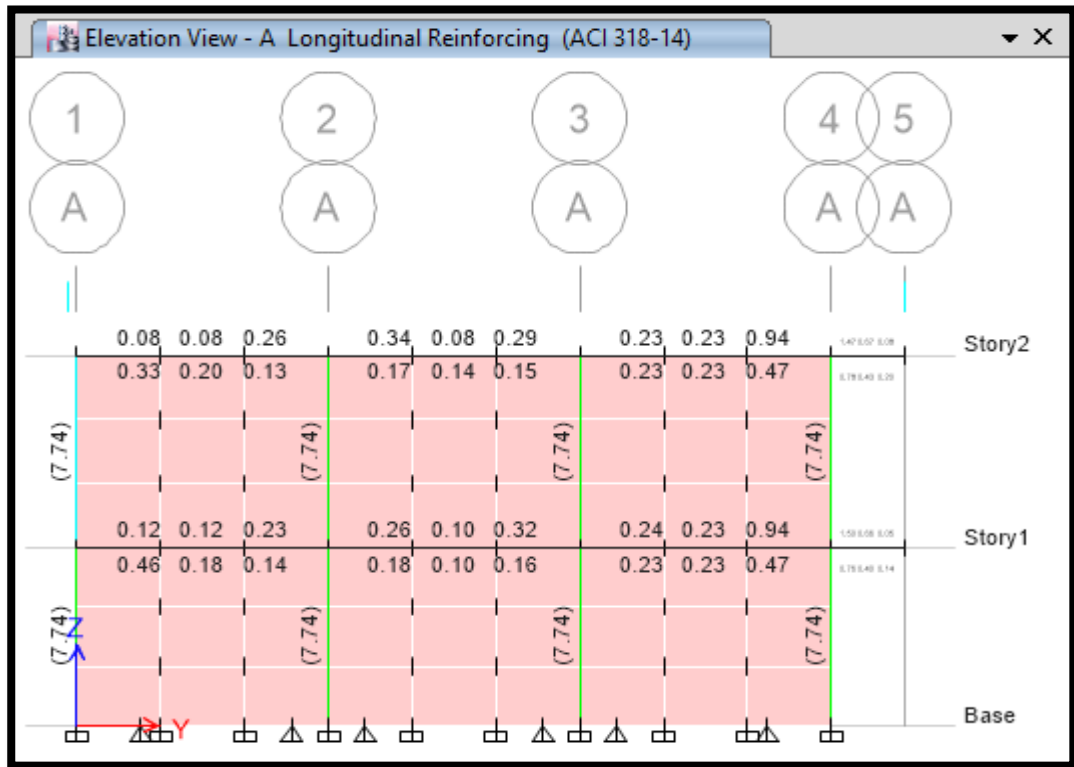 Elevation View - A Longitudinal Reinforcing (ACI 318-14)
1 2 3 4 5
A A A A A
0.08 0.08 0.26 0.34 0.08 0.29 0.23 0.23 0.94 Story2
0.33 0.20 0.13 0.17 0.14 0.15 0.23 0.23 0.47
(7.74) (7.74) (7.74) (7.74)
0.12 0.12 0.23 0.26 0.10 0.32 0.24 0.23 0.94 Story1
0.46 0.18 0.14 0.18 0.10 0.16 0.23 0.23 0.47
(7.74) (7.74) (7.74) (7.74)
Z
Y Base